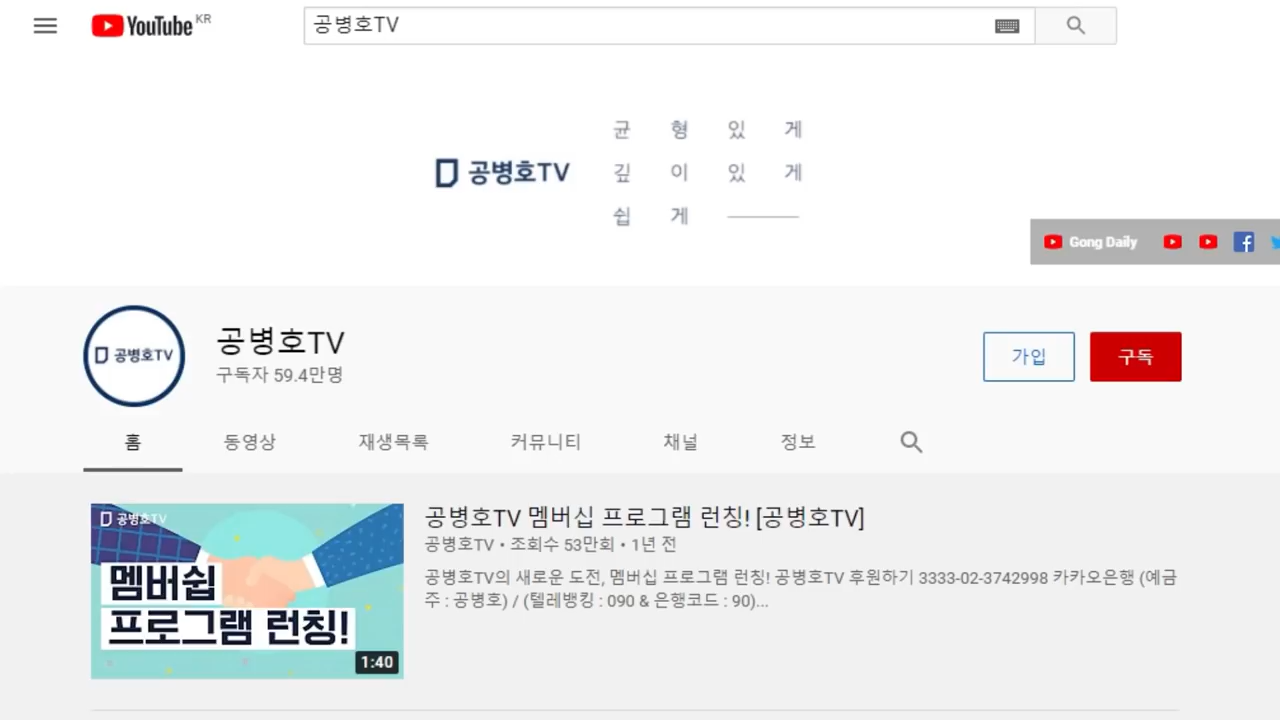 YouTube KR
공병호TV
균형있게
공병호TV
깊이있게
쉽게
Gong Daily
공병호TV
공병호TV
구독자 59.4만명
가입
구독
홈
동영상
재생목록
커뮤니티
채널
정보
공병호TV
멤버쉽
프로그램 런칭!
1:40
공병호TV 멤버십 프로그램 런칭! [공병호TV]
공병호TV • 조회수 53만회 • 1년 전
공병호TV의 새로운 도전, 멤버십 프로그램 런칭! 공병호TV 후원하기 3333-02-3742998 카카오은행 (예금
주 : 공병호) / (텔레뱅킹 : 090 & 은행코드 : 90)...